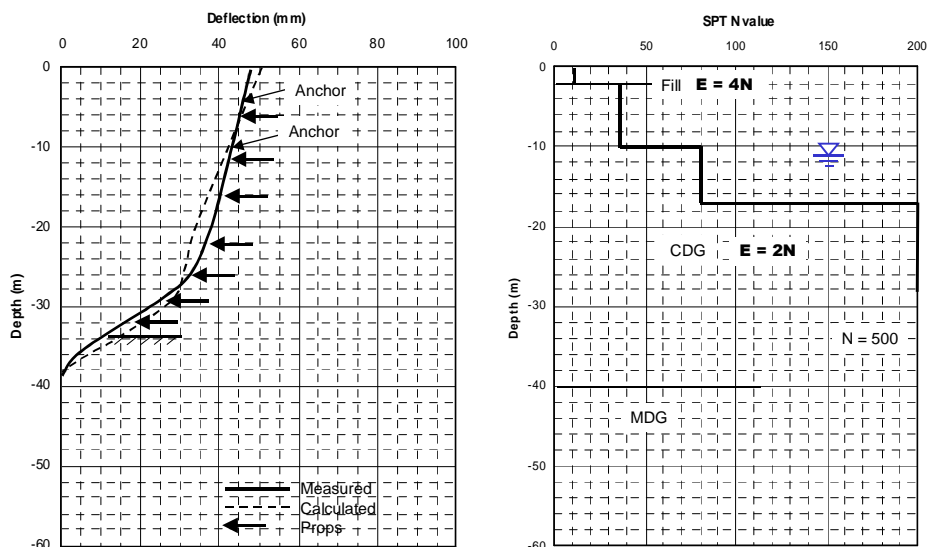 Deflection (mm)
0 20 40 60 80 100
0
-10
-20
-30
-40
-50
-60
Depth (m)
Anchor
Anchor
Measured
Calculated
Props
SPT N value
0 50 100 150 200
0
-10
-20
-30
-40
-50
-60
Depth (m)
Fill E = 4N
CDG E = 2N
N = 500
MDG